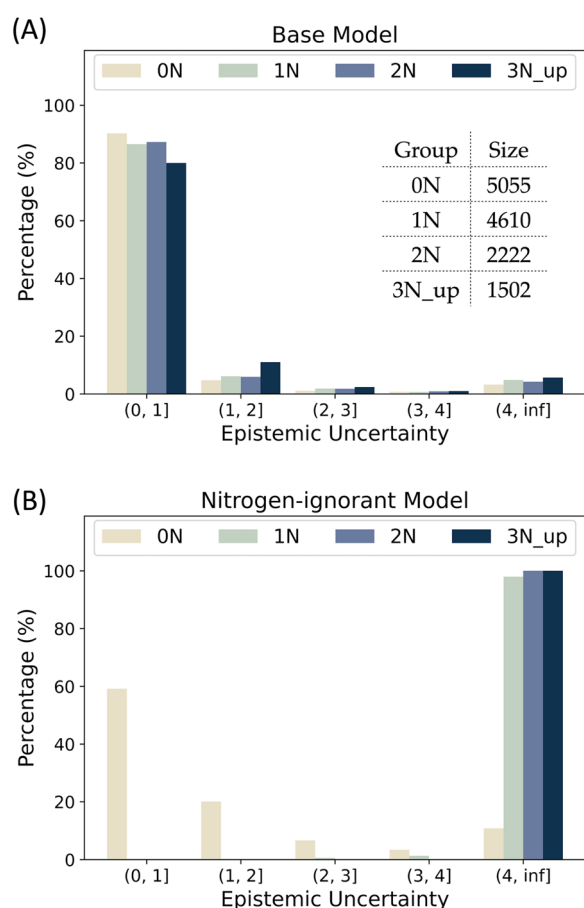 (A)
Base Model
0N 1N 2N 3N_up
Percentage (%)
100
80
60
40
20
0
Group Size
0N 5055
1N 4610
2N 2222
3N_up 1502
(0, 1] (1, 2] (2, 3] (3, 4] (4, inf]
Epistemic Uncertainty
(B)
Nitrogen-ignorant Model
0N 1N 2N 3N_up
Percentage (%)
100
80
60
40
20
0
(0, 1] (1, 2] (2, 3] (3, 4] (4, inf]
Epistemic Uncertainty